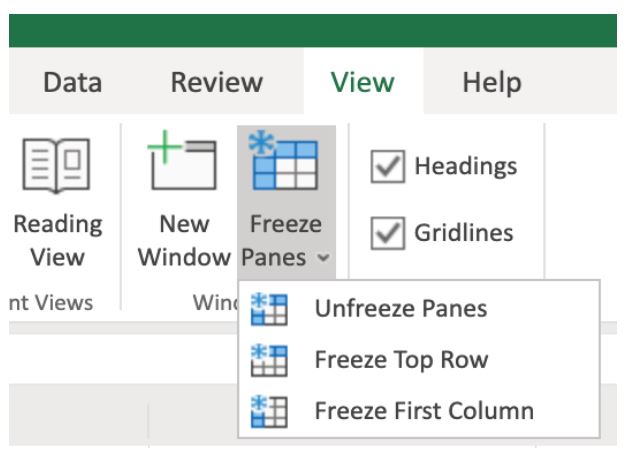 Data Review View Help
Reading View
New Window
Freeze Panes
Headings
Gridlines
nt Views
Wind
Unfreeze Panes
Freeze Top Row
Freeze First Column